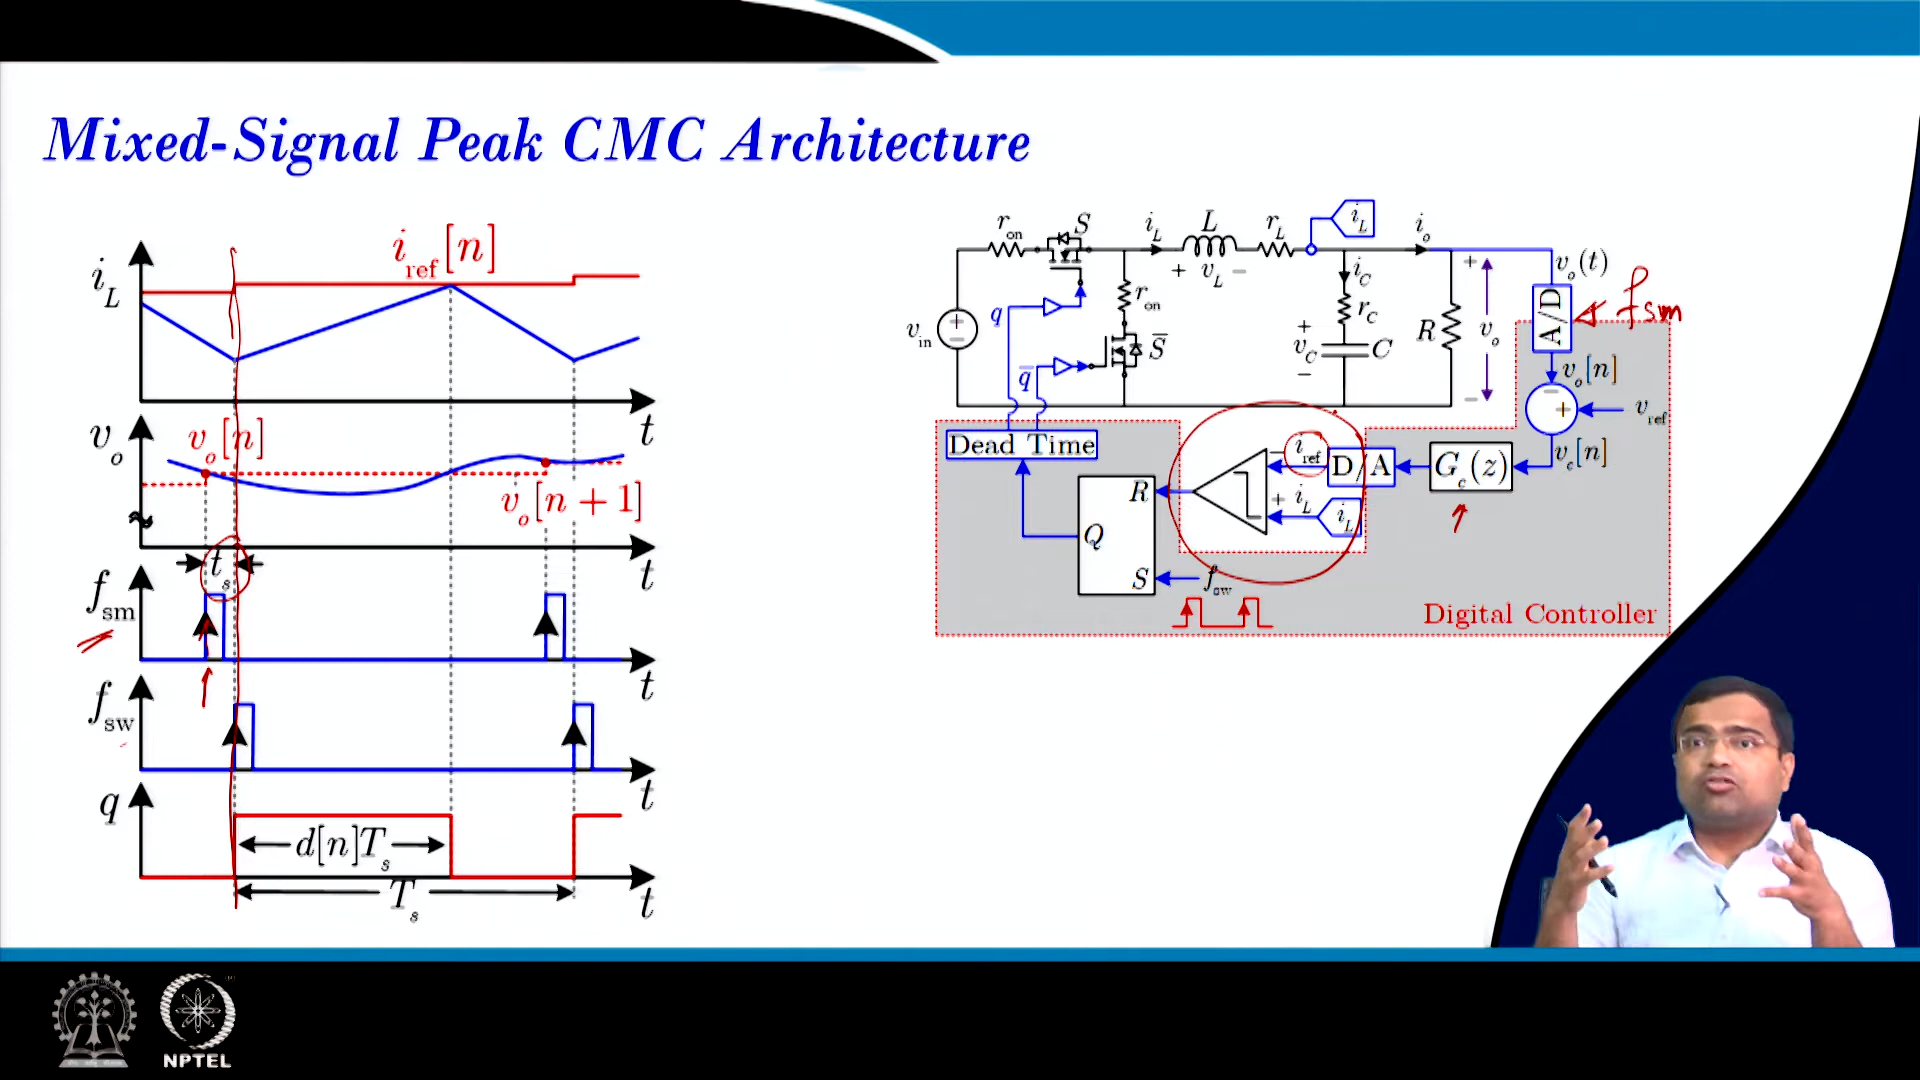 Mixed-Signal Peak CMC Architecture
i_L
i_ref[n]
t
v_o
v_o[n]
v_o[n + 1]
t
t_s
f_sm
t
f_sw
t
q
d[n]T_s
T_s
t
r_on
S
i_L
L
r_L
i_L
i_o
+ v_L −
i_C
+
v_o(t)
f_sm
q
r_on
r_C
A/D
v_in
+
−
S̅
+
v_C
−
C
R
v_o
v_o[n]
q̅
−
−
+
v_ref
Dead Time
−
i_ref
D/A
G_c(z)
v_e[n]
R
+ i_L
i_L
Q
S
f_sw
Digital Controller
NPTEL